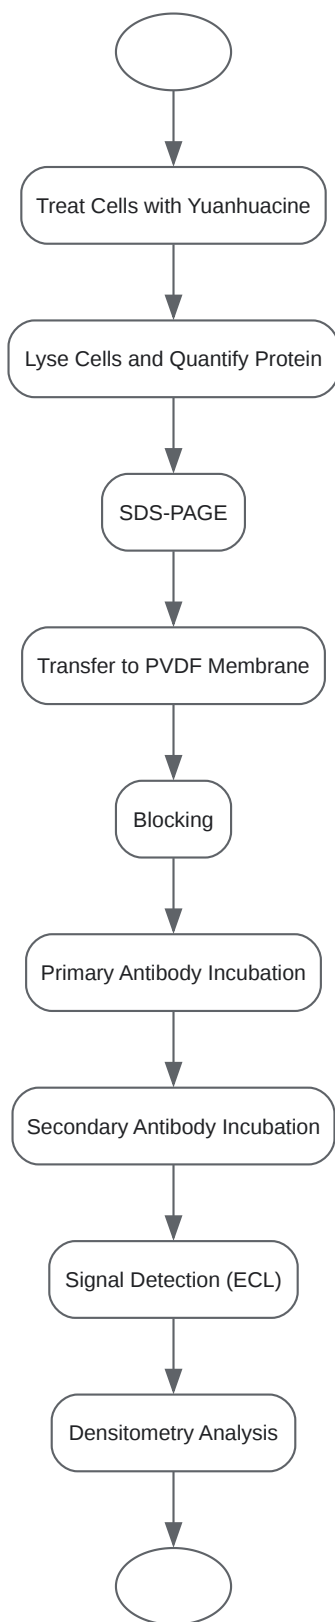 Treat Cells with Yuanhuacine
Lyse Cells and Quantify Protein
SDS-PAGE
Transfer to PVDF Membrane
Blocking
Primary Antibody Incubation
Secondary Antibody Incubation
Signal Detection (ECL)
Densitometry Analysis